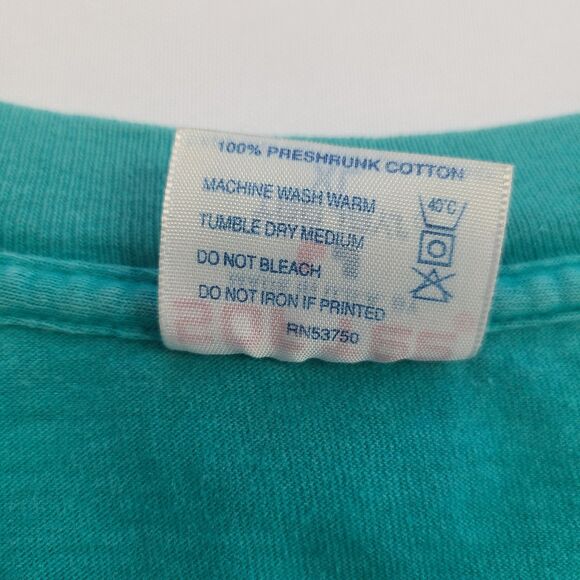 100% PRESHRUNK COTTON
MACHINE WASH WARM
40°C
TUMBLE DRY MEDIUM
DO NOT BLEACH
DO NOT IRON IF PRINTED
RN53750